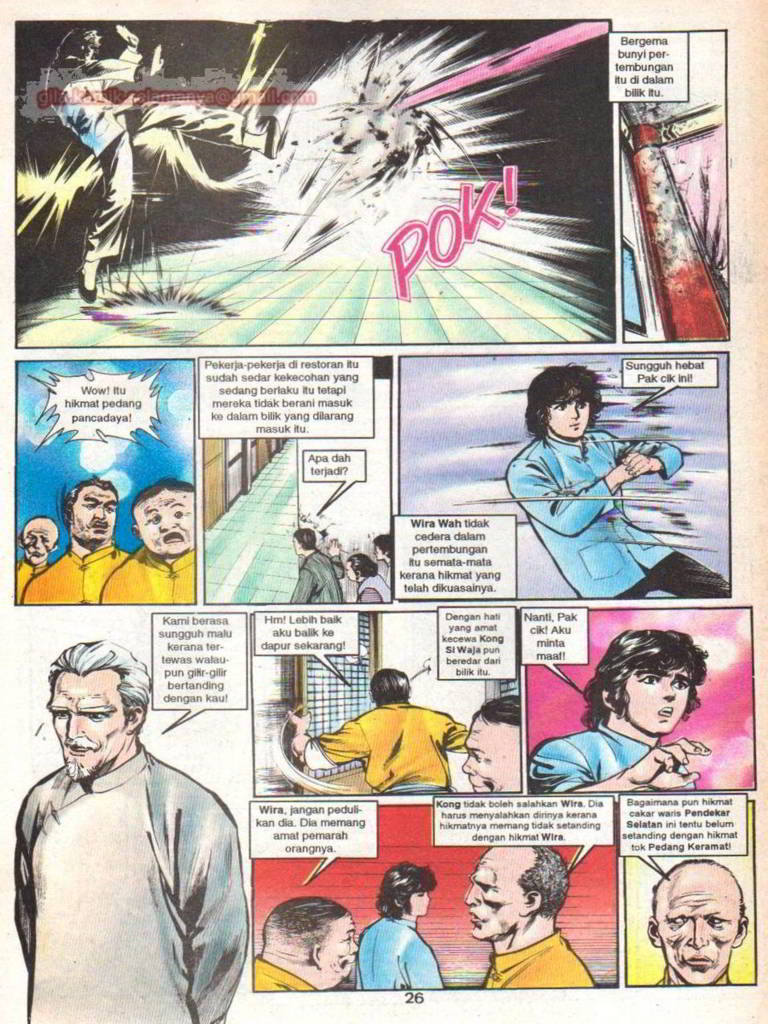 Bergema
bunyi per-
tembungan
itu di dalam
bilik itu.
POK!
Wow! Itu
hikmat pedang
pancadaya!
Pekerja-pekerja di restoran itu
sudah sedar kekecohan yang
sedang berlaku itu tetapi
mereka tidak berani masuk
ke dalam bilik yang dilarang
masuk itu.
Apa dah
terjadi?
Sungguh hebat
Pak cik ini!
Wira Wah tidak
cedera dalam
pertembungan
itu semata-mata
kerana hikmat yang
telah dikuasainya.
Kami berasa
sungguh malu
kerana ter-
tewas walau-
pun gilir-gilir
bertanding
dengan kau!
Hm! Lebih baik
aku balik ke
dapur sekarang!
Dengan hati
yang amat
kecewa Kong
Si Waja pun
beredar dari
bilik itu.
Nanti, Pak
cik! Aku
minta
maaf!
Wira, jangan peduli-
kan dia. Dia memang
amat pemarah
orangnya.
Kong tidak boleh salahkan Wira. Dia
harus menyalahkan dirinya kerana
hikmatnya memang tidak setanding
dengan hikmat Wira.
Bagaimana pun hikmat
cakar waris Pendekar
Selatan ini tentu belum
setanding dengan hikmat
tok Pedang Keramat!
26